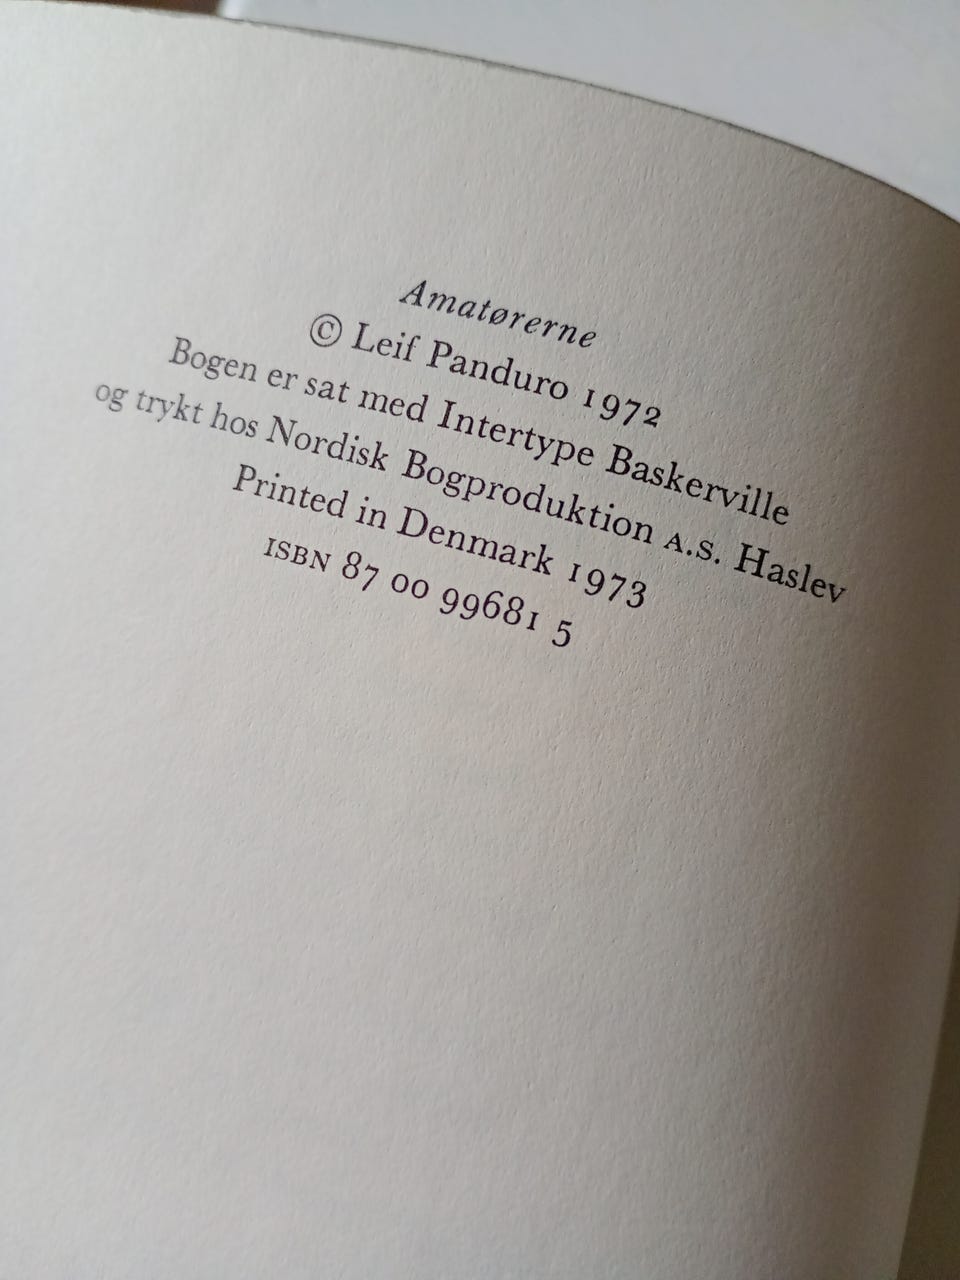 Amatørerne
© Leif Panduro 1972
Bogen er sat med Intertype Baskerville
og trykt hos Nordisk Bogproduktion A.S. Haslev
Printed in Denmark 1973
ISBN 87 00 99681 5